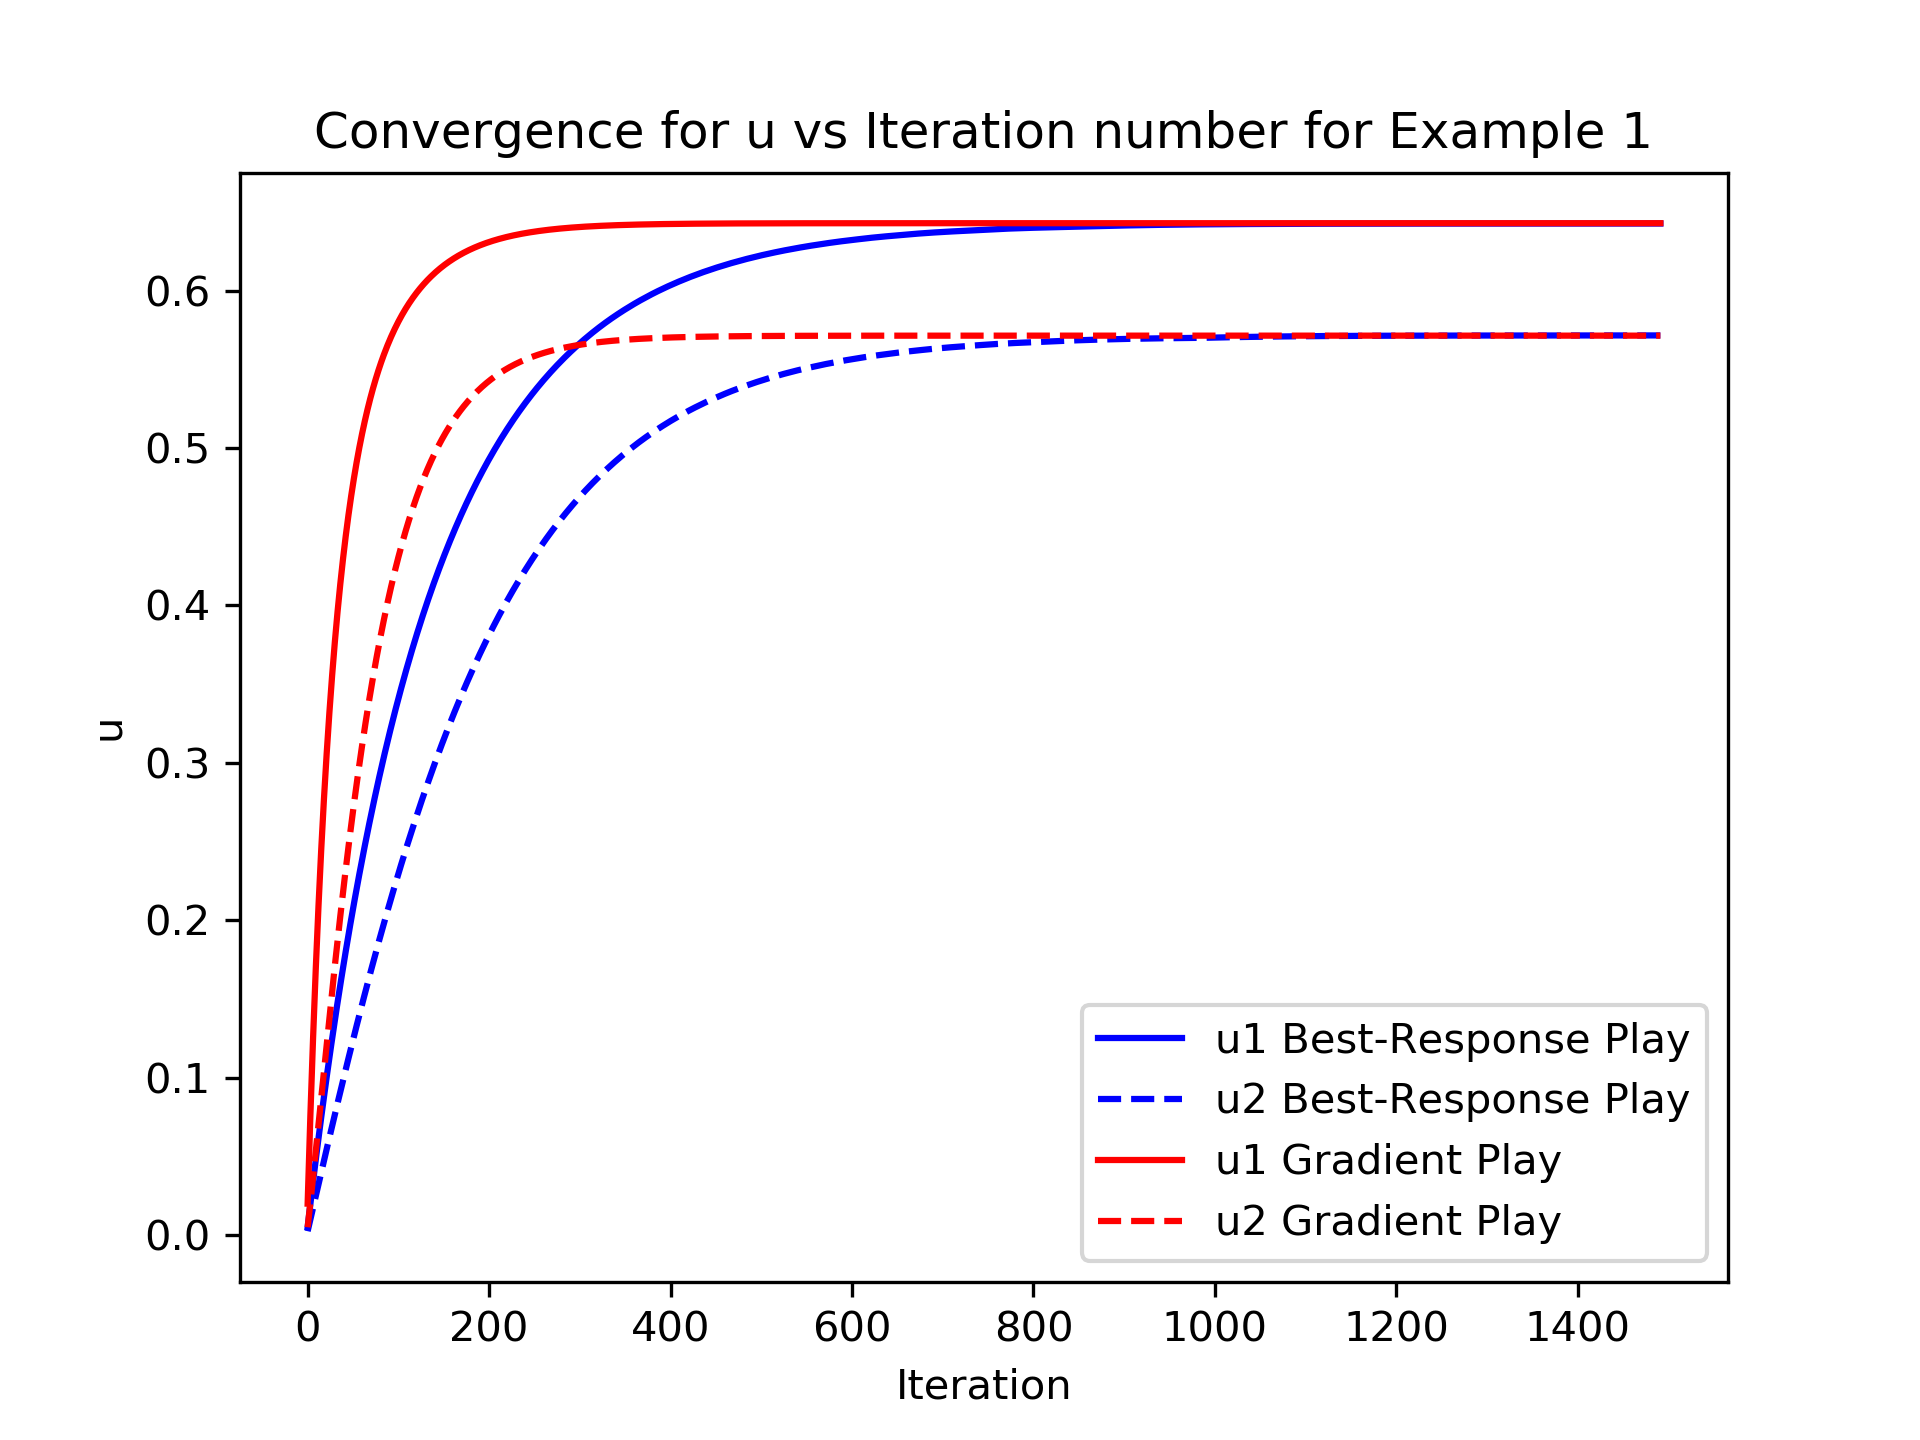 Convergence for u vs Iteration number for Example 1
u
0.6
0.5
0.4
0.3
0.2
0.1
0.0
u1 Best-Response Play
u2 Best-Response Play
u1 Gradient Play
u2 Gradient Play
0 200 400 600 800 1000 1200 1400
Iteration